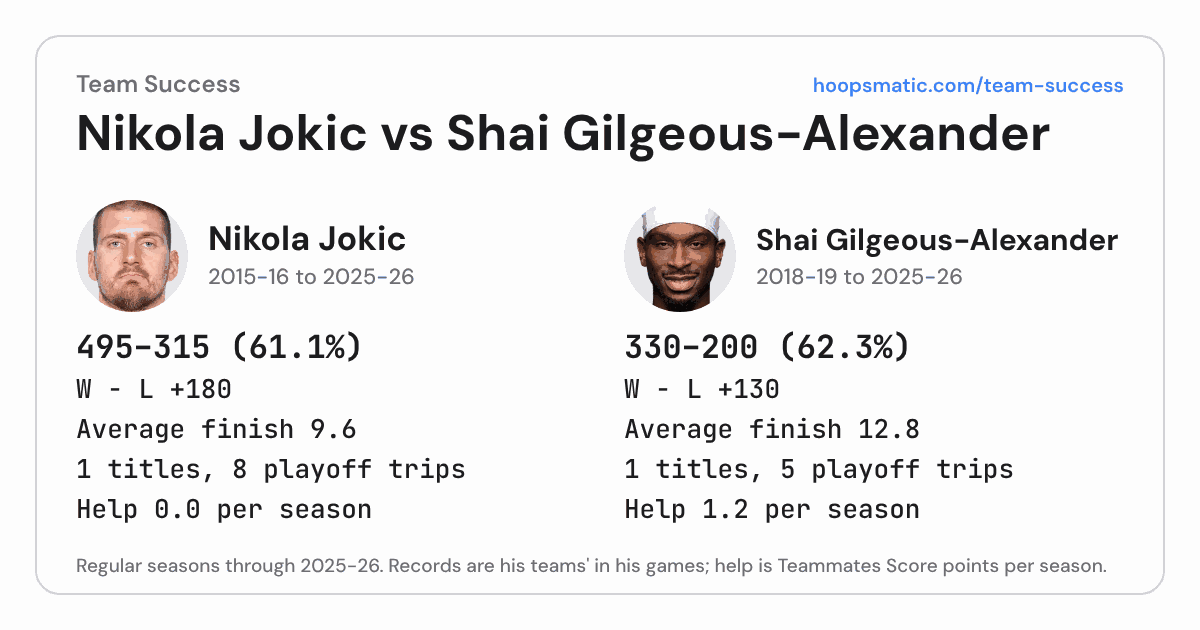 Team Success
hoopsmatic.com/team-success
Nikola Jokic vs Shai Gilgeous-Alexander
Nikola Jokic
2015-16 to 2025-26
495-315 (61.1%)
W - L +180
Average finish 9.6
1 titles, 8 playoff trips
Help 0.0 per season
Shai Gilgeous-Alexander
2018-19 to 2025-26
330-200 (62.3%)
W - L +130
Average finish 12.8
1 titles, 5 playoff trips
Help 1.2 per season
Regular seasons through 2025-26. Records are his teams' in his games; help is Teammates Score points per season.